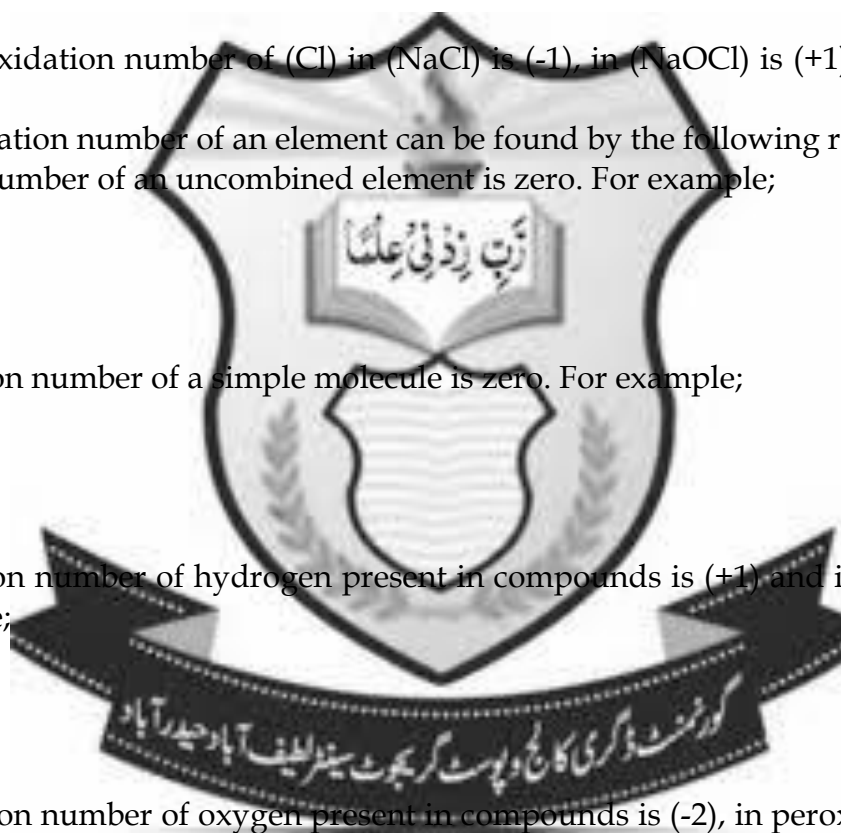 xidation number of (Cl) in (NaCl) is (-1), in (NaOCl) is (+1)
ation number of an element can be found by the following r
umber of an uncombined element is zero. For example;
رَبِّ زِدْنِیْ عِلْمًا
on number of a simple molecule is zero. For example;
on number of hydrogen present in compounds is (+1) and i
e;
گورنمنٹ ڈگری کالج و پوسٹ گریجویٹ سینٹر لطیف آباد حیدرآباد
on number of oxygen present in compounds is (-2), in perox